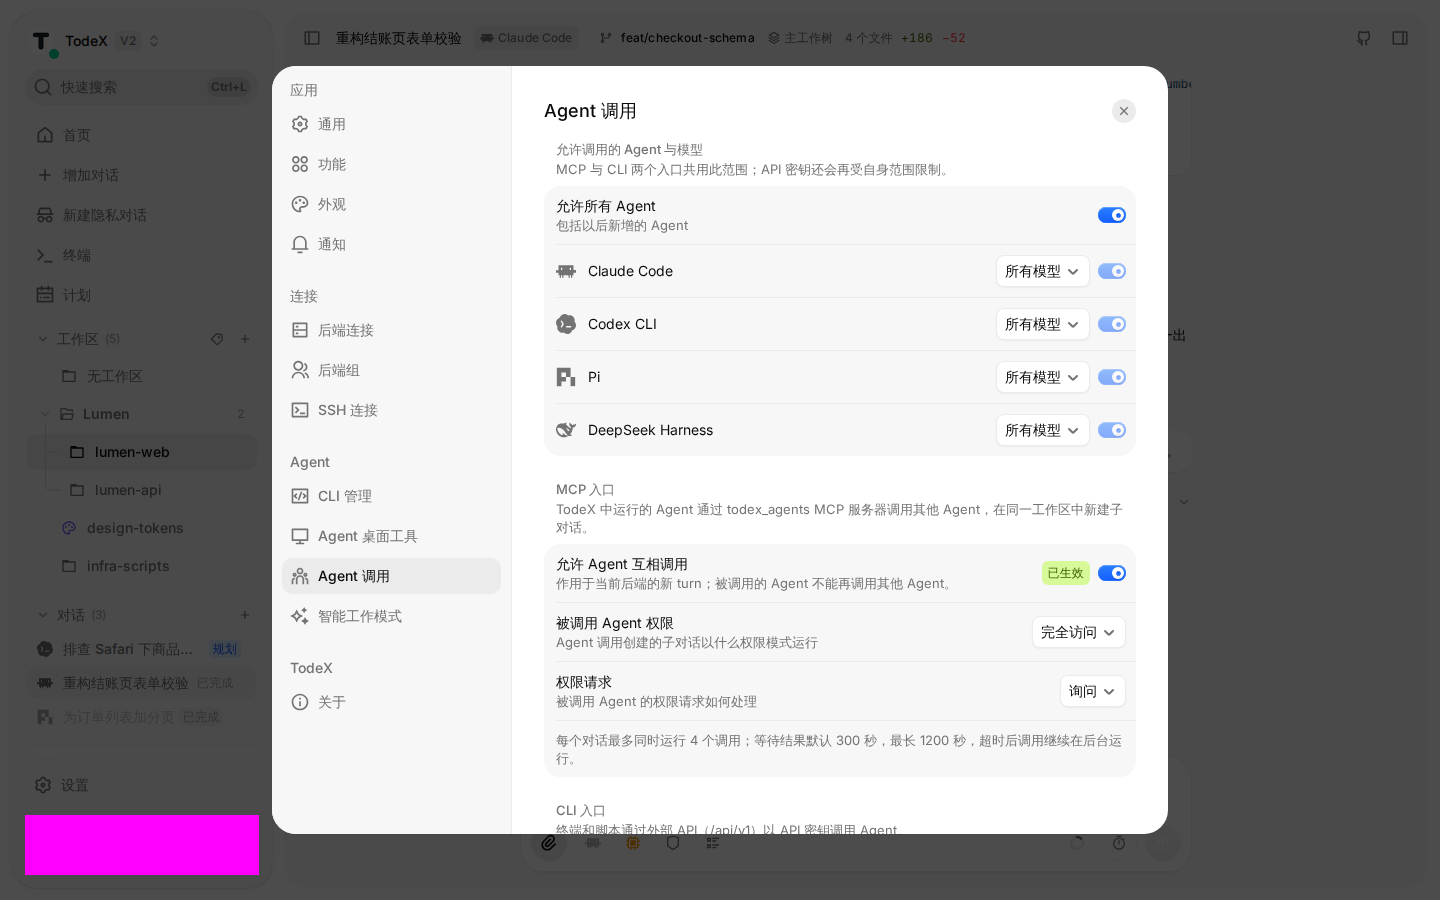 TodeX V2
快速搜索 Ctrl+L
首页
增加对话
新建隐私对话
终端
计划
工作区 (5)
无工作区
Lumen 2
lumen-web
lumen-api
design-tokens
infra-scripts
对话 (3)
排查 Safari 下商品... 规划
重构结账页表单校验 已完成
为订单列表加分页 已完成
设置
重构结账页表单校验 Claude Code feat/checkout-schema 主工作树 4 个文件 +186 −52
应用
通用
功能
外观
通知
连接
后端连接
后端组
SSH 连接
Agent
CLI 管理
Agent 桌面工具
Agent 调用
智能工作模式
TodeX
关于
Agent 调用
允许调用的 Agent 与模型
MCP 与 CLI 两个入口共用此范围；API 密钥还会再受自身范围限制。
允许所有 Agent
包括以后新增的 Agent
Claude Code 所有模型
Codex CLI 所有模型
Pi 所有模型
DeepSeek Harness 所有模型
MCP 入口
TodeX 中运行的 Agent 通过 todex_agents MCP 服务器调用其他 Agent，在同一工作区中新建子
对话。
允许 Agent 互相调用 已生效
作用于当前后端的新 turn；被调用的 Agent 不能再调用其他 Agent。
被调用 Agent 权限 完全访问
Agent 调用创建的子对话以什么权限模式运行
权限请求 询问
被调用 Agent 的权限请求如何处理
每个对话最多同时运行 4 个调用；等待结果默认 300 秒，最长 1200 秒，超时后调用继续在后台运
行。
CLI 入口
终端和脚本通过外部 API（/api/v1）以 API 密钥调用 Agent